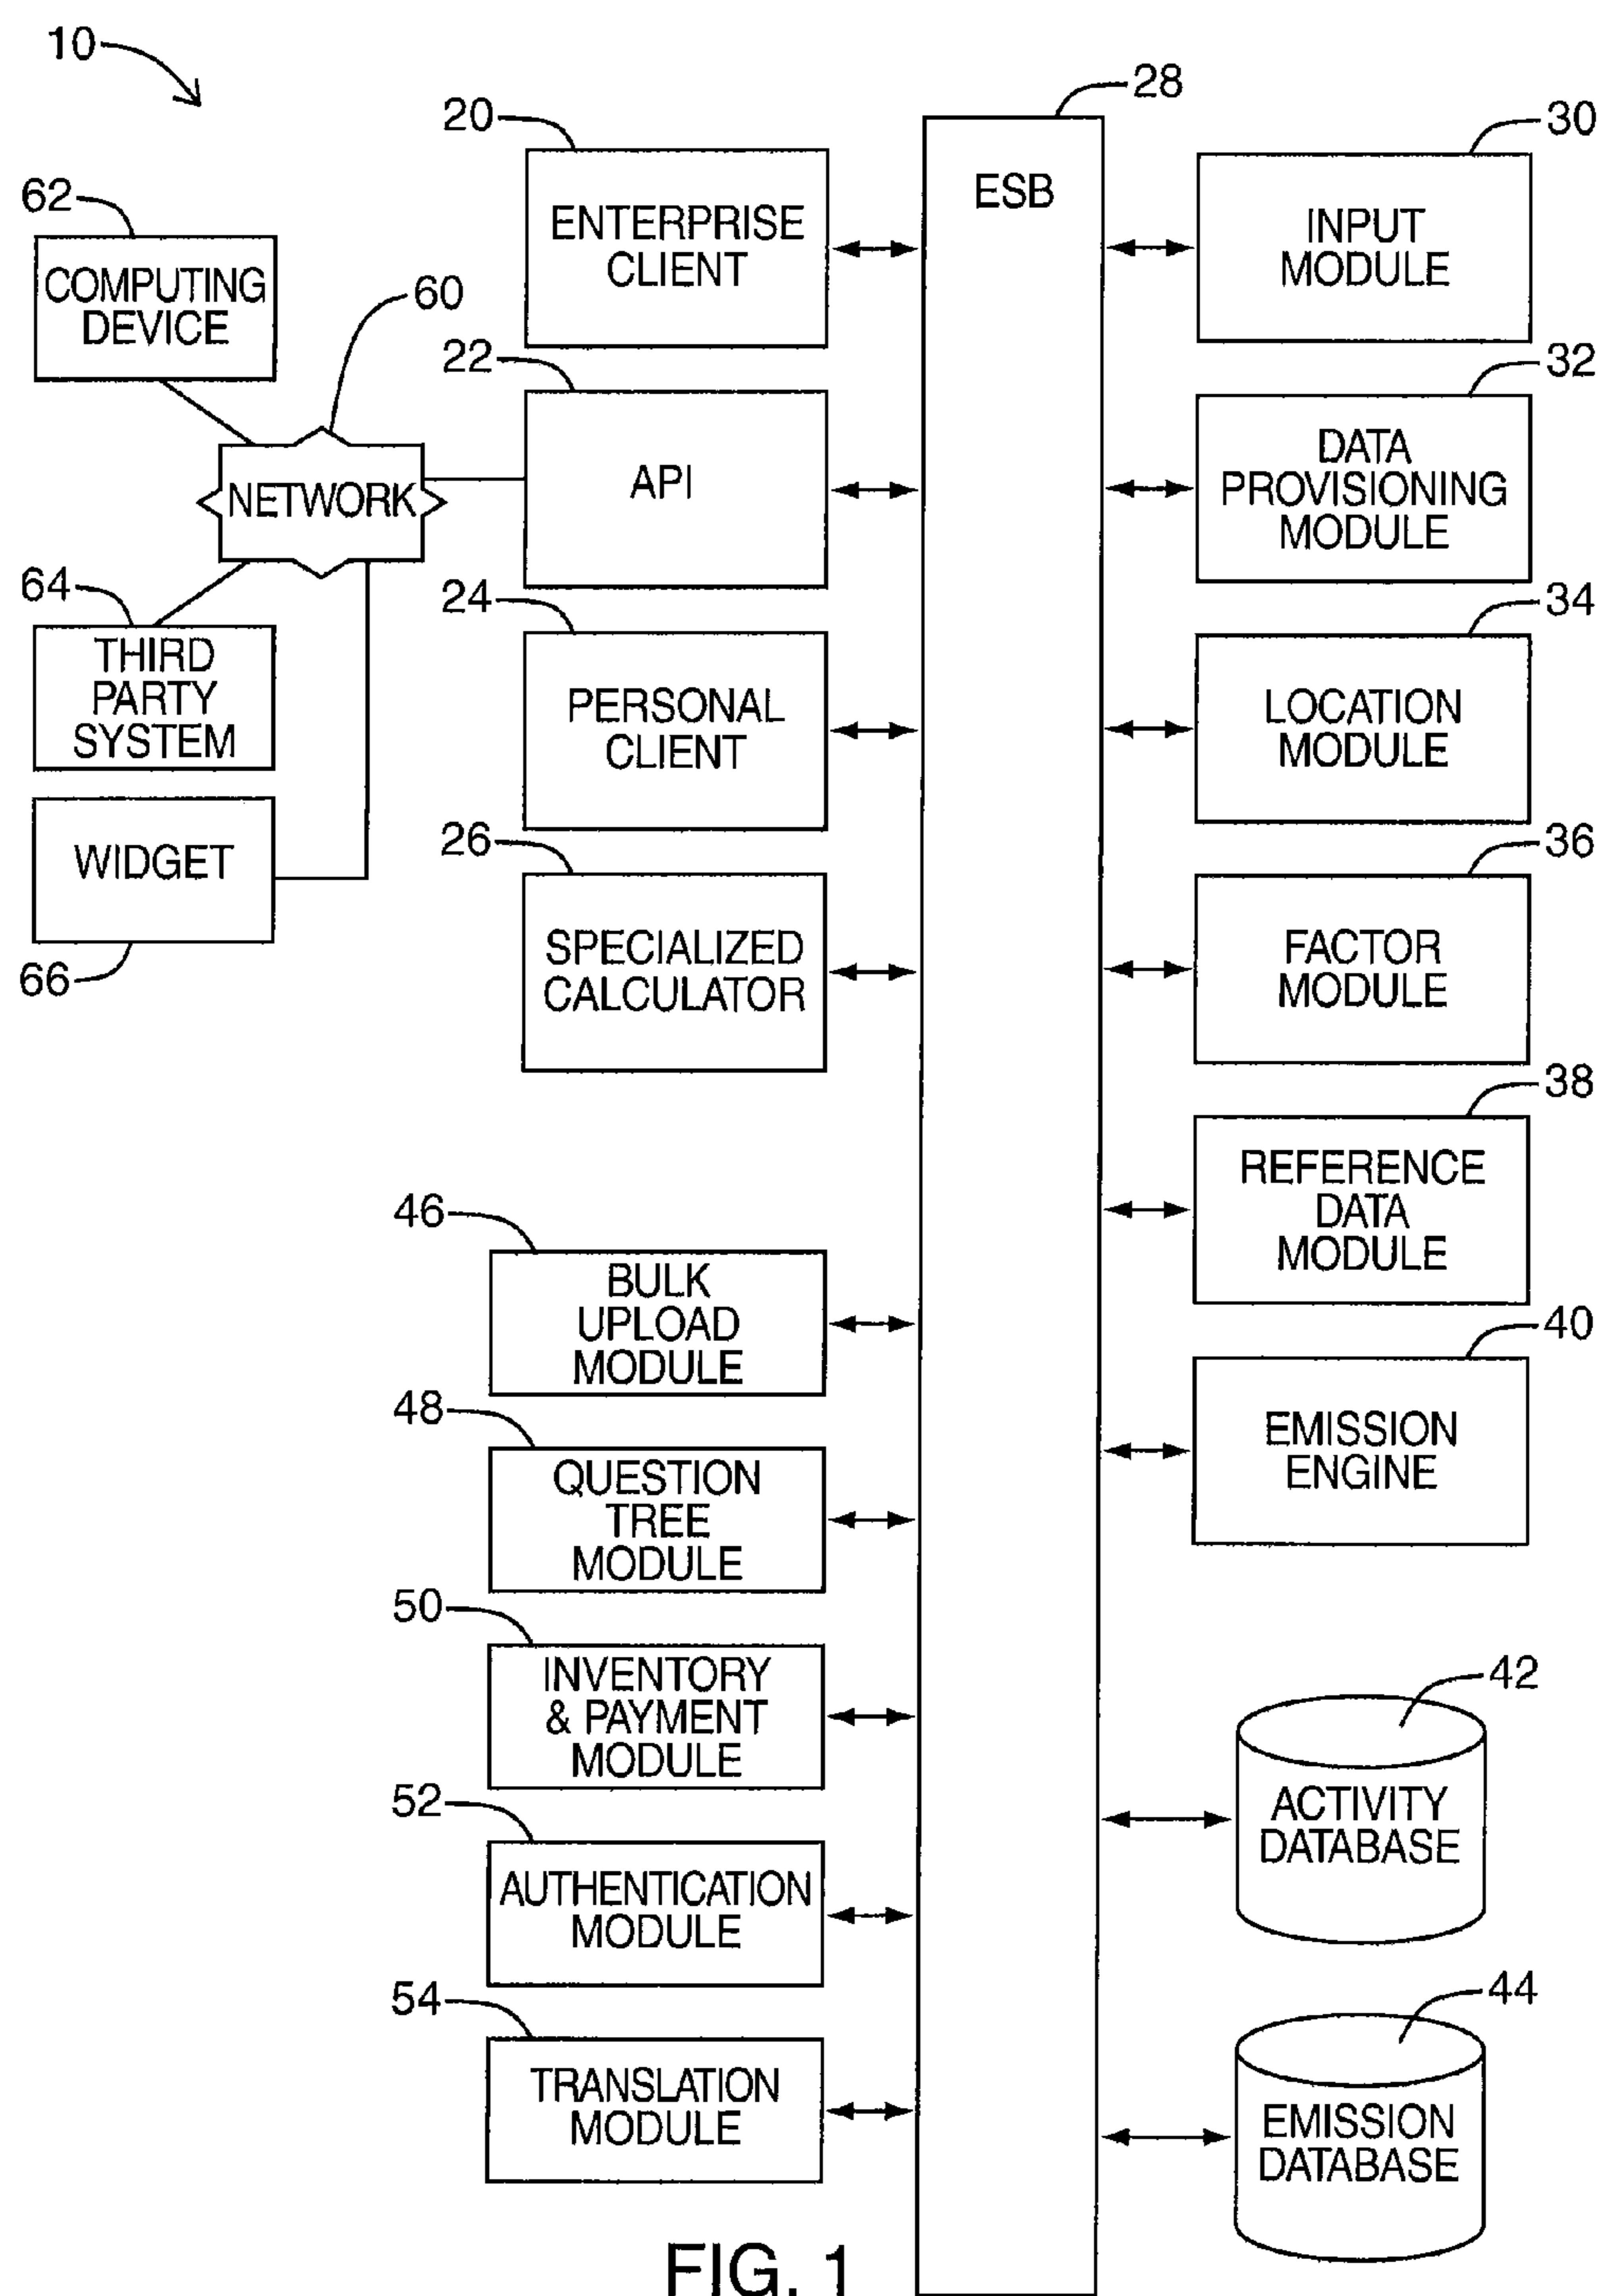 10
28
20
30
ESB
62
ENTERPRISE
CLIENT
INPUT
MODULE
COMPUTING
DEVICE
60
22
32
API
DATA
PROVISIONING
MODULE
NETWORK
64
24
34
THIRD
PARTY
SYSTEM
PERSONAL
CLIENT
LOCATION
MODULE
26
36
WIDGET
66
SPECIALIZED
CALCULATOR
FACTOR
MODULE
38
REFERENCE
DATA
MODULE
46
BULK
UPLOAD
MODULE
40
EMISSION
ENGINE
48
QUESTION
TREE
MODULE
50
INVENTORY
& PAYMENT
MODULE
42
ACTIVITY
DATABASE
52
AUTHENTICATION
MODULE
54
TRANSLATION
MODULE
44
EMISSION
DATABASE
FIG. 1